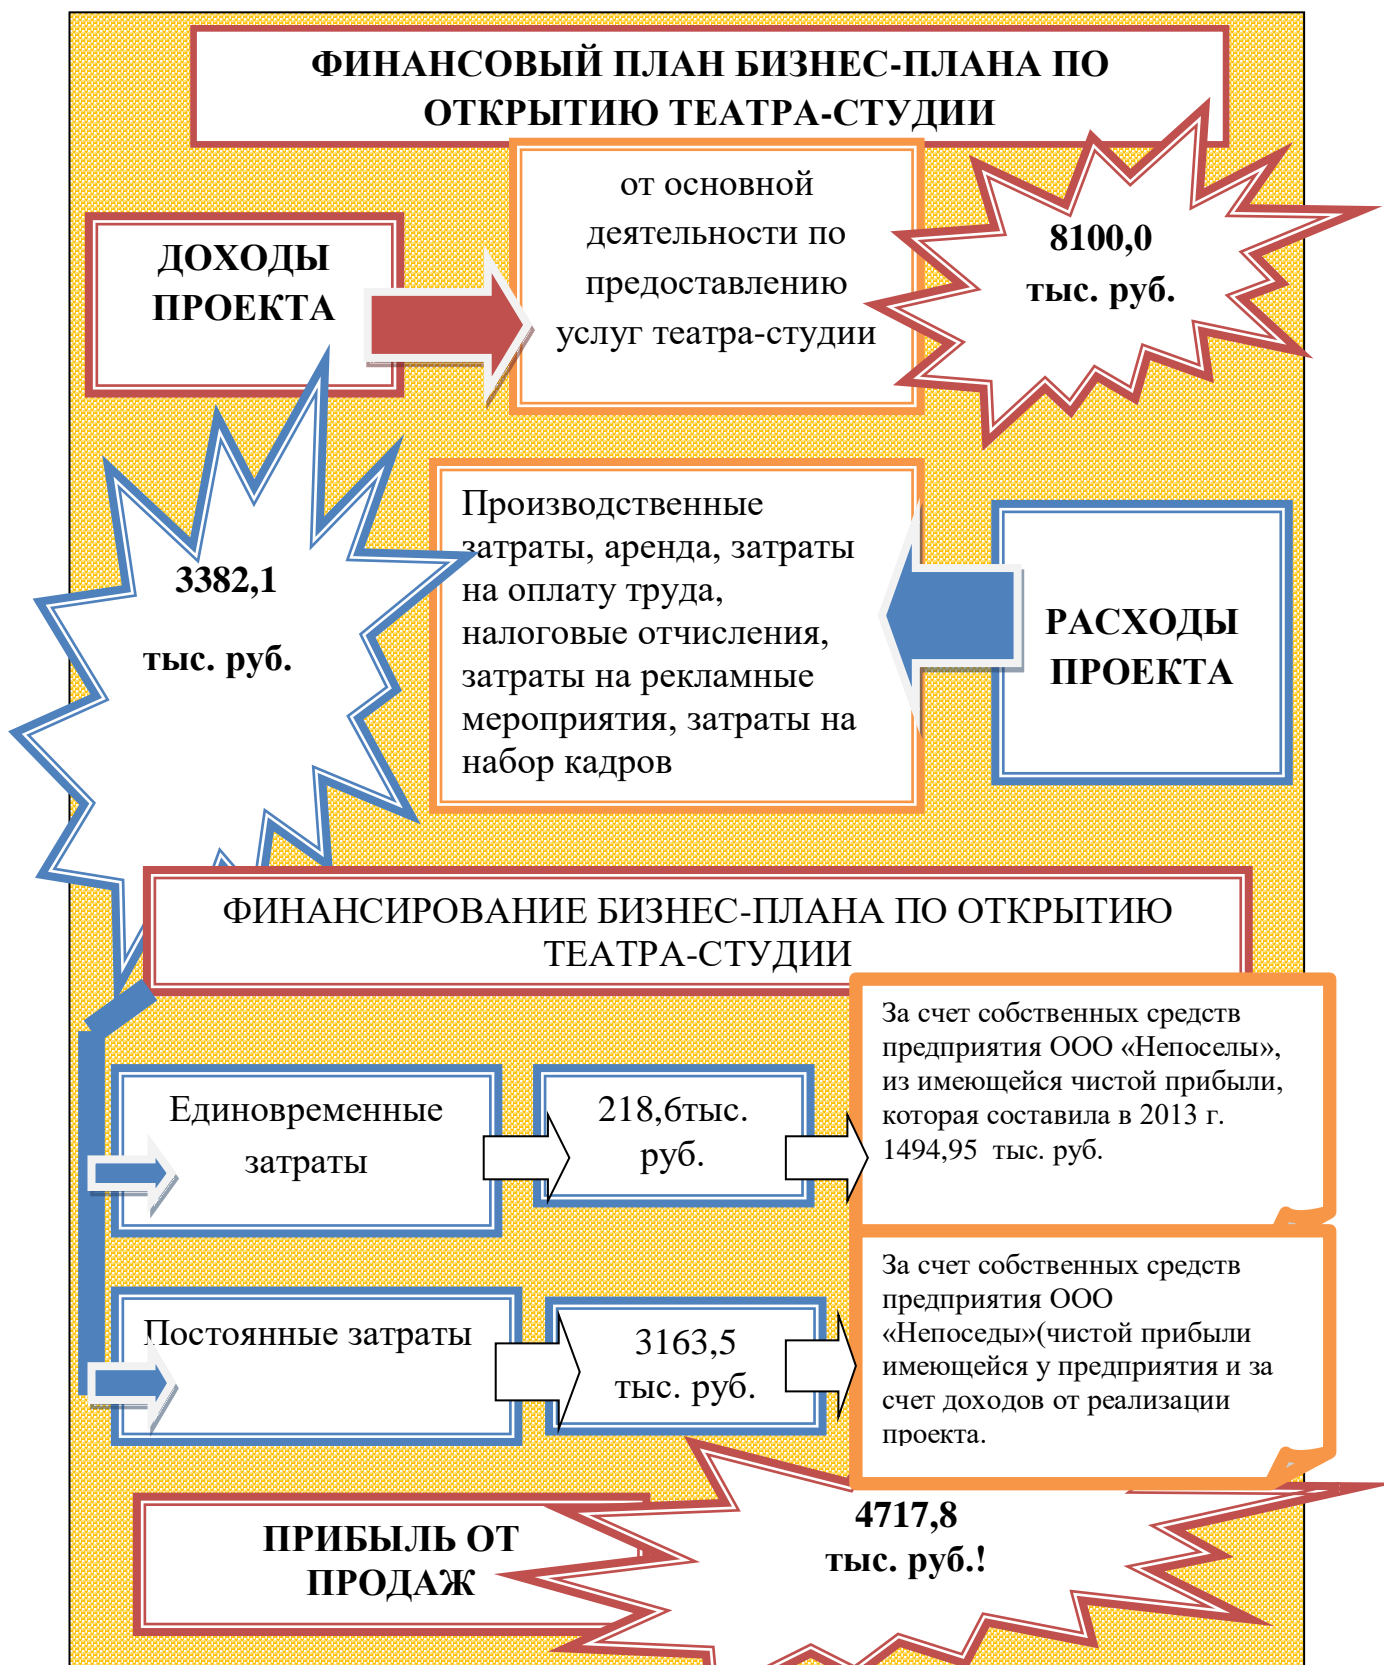 ФИНАНСОВЫЙ ПЛАН БИЗНЕС-ПЛАНА ПО
ОТКРЫТИЮ ТЕАТРА-СТУДИИ
ДОХОДЫ
ПРОЕКТА
от основной
деятельности по
предоставлению
услуг театра-студии
8100,0
тыс. руб.
3382,1
тыс. руб.
Производственные
затраты, аренда, затраты
на оплату труда,
налоговые отчисления,
затраты на рекламные
мероприятия, затраты на
набор кадров
РАСХОДЫ
ПРОЕКТА
ФИНАНСИРОВАНИЕ БИЗНЕС-ПЛАНА ПО ОТКРЫТИЮ
ТЕАТРА-СТУДИИ
Единовременные
затраты
218,6тыс.
руб.
За счет собственных средств
предприятия ООО «Непоселы»,
из имеющейся чистой прибыли,
которая составила в 2013 г.
1494,95 тыс. руб.
Постоянные затраты
3163,5
тыс. руб.
За счет собственных средств
предприятия ООО
«Непоседы»(чистой прибыли
имеющейся у предприятия и за
счет доходов от реализации
проекта.
ПРИБЫЛЬ ОТ
ПРОДАЖ
4717,8
тыс. руб.!